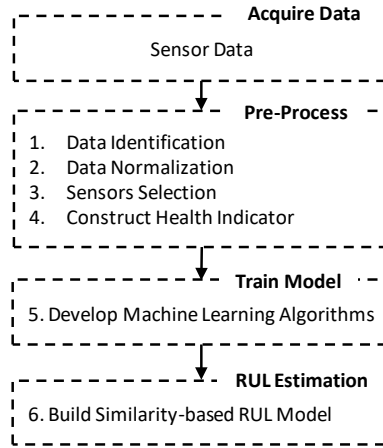 Acquire Data
Sensor Data
Pre-Process
1. Data Identification
2. Data Normalization
3. Sensors Selection
4. Construct Health Indicator
Train Model
5. Develop Machine Learning Algorithms
RUL Estimation
6. Build Similarity-based RUL Model